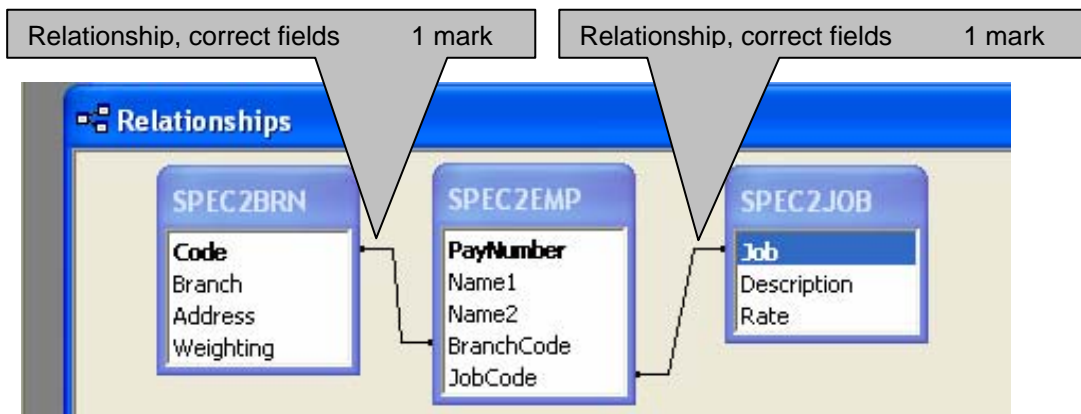 Relationship, correct fields 1 mark
Relationship, correct fields 1 mark
Relationships
SPEC2BRN
Code
Branch
Address
Weighting
SPEC2EMP
PayNumber
Name1
Name2
BranchCode
JobCode
SPEC2JOB
Job
Description
Rate